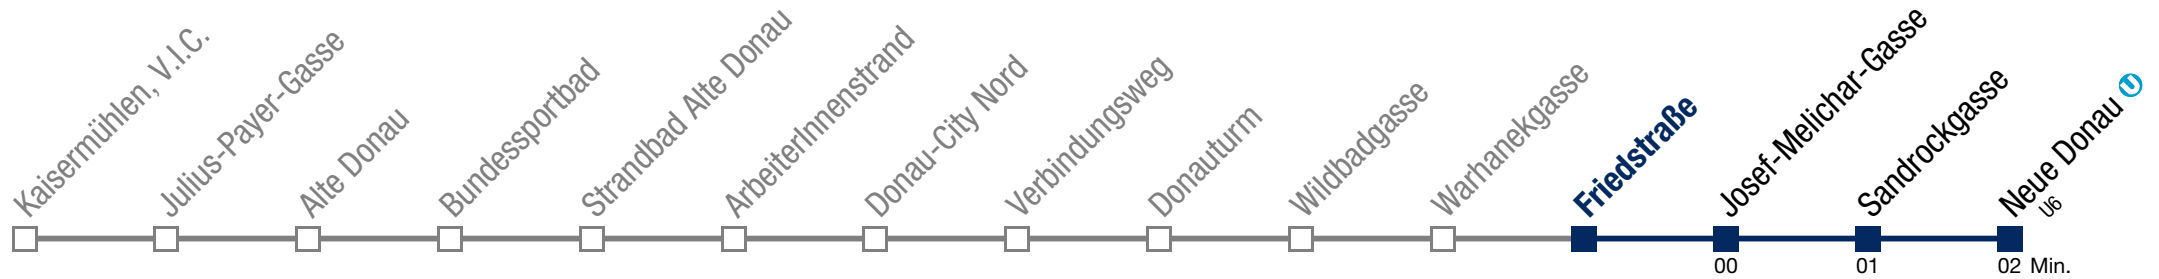 Kaisermühlen, V.I.C.
Julius-Payer-Gasse
Alte Donau
Bundessportbad
Strandbad Alte Donau
ArbeiterInnenstrand
Donau-City Nord
Verbindungsweg
Donauturm
Wildbadgasse
Warhanekgasse
Friedstraße
Josef-Melichar-Gasse
Sandrockgasse
Neue Donau U
U6
00 01 02 Min.